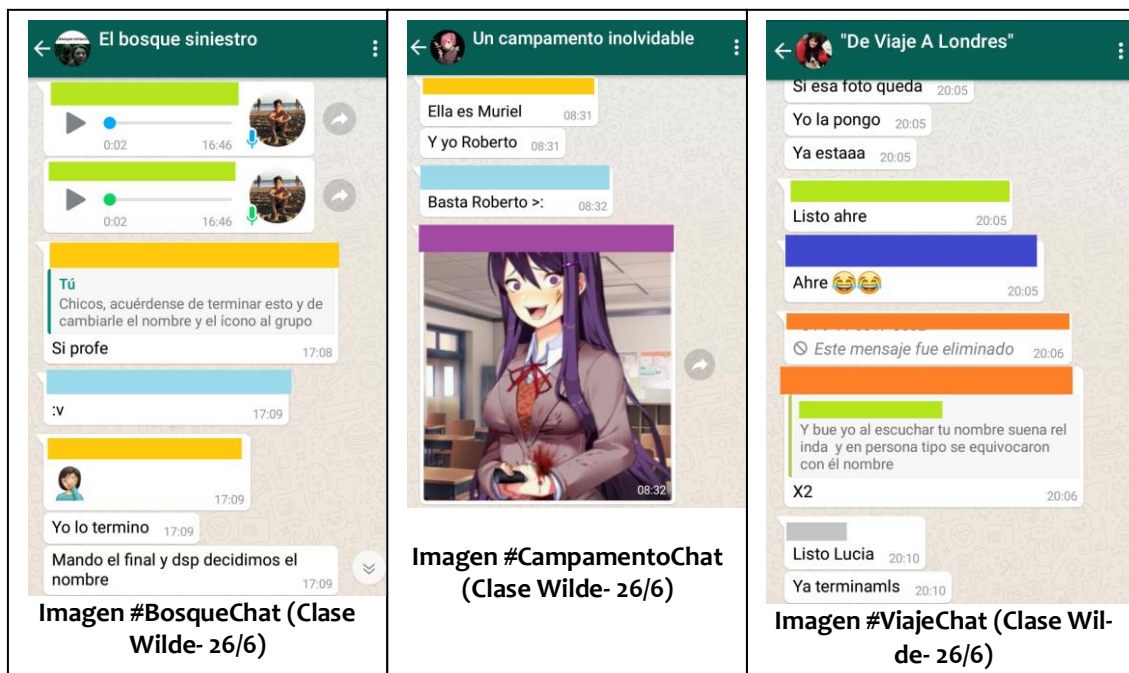 El bosque siniestro
0:02 16:46
0:02 16:46
Tú
Chicos, acuérdense de terminar esto y de
cambiarle el nombre y el ícono al grupo
Si profe 17:08
:v 17:09
17:09
Yo lo termino 17:09
Mando el final y dsp decidimos el
nombre 17:09
Imagen #BosqueChat (Clase
Wilde- 26/6)
Un campamento inolvidable
Ella es Muriel 08:31
Y yo Roberto 08:31
Basta Roberto >: 08:32
08:32
Imagen #CampamentoChat
(Clase Wilde- 26/6)
"De Viaje A Londres"
Si esa foto queda 20:05
Yo la pongo 20:05
Ya estaaa 20:05
Listo ahre 20:05
Ahre 😂😂 20:05
Este mensaje fue eliminado 20:06
Y bue yo al escuchar tu nombre suena rel
inda y en persona tipo se equivocaron
con él nombre
X2 20:06
Listo Lucia 20:10
Ya terminamls 20:10
Imagen #ViajeChat (Clase Wil-
de- 26/6)